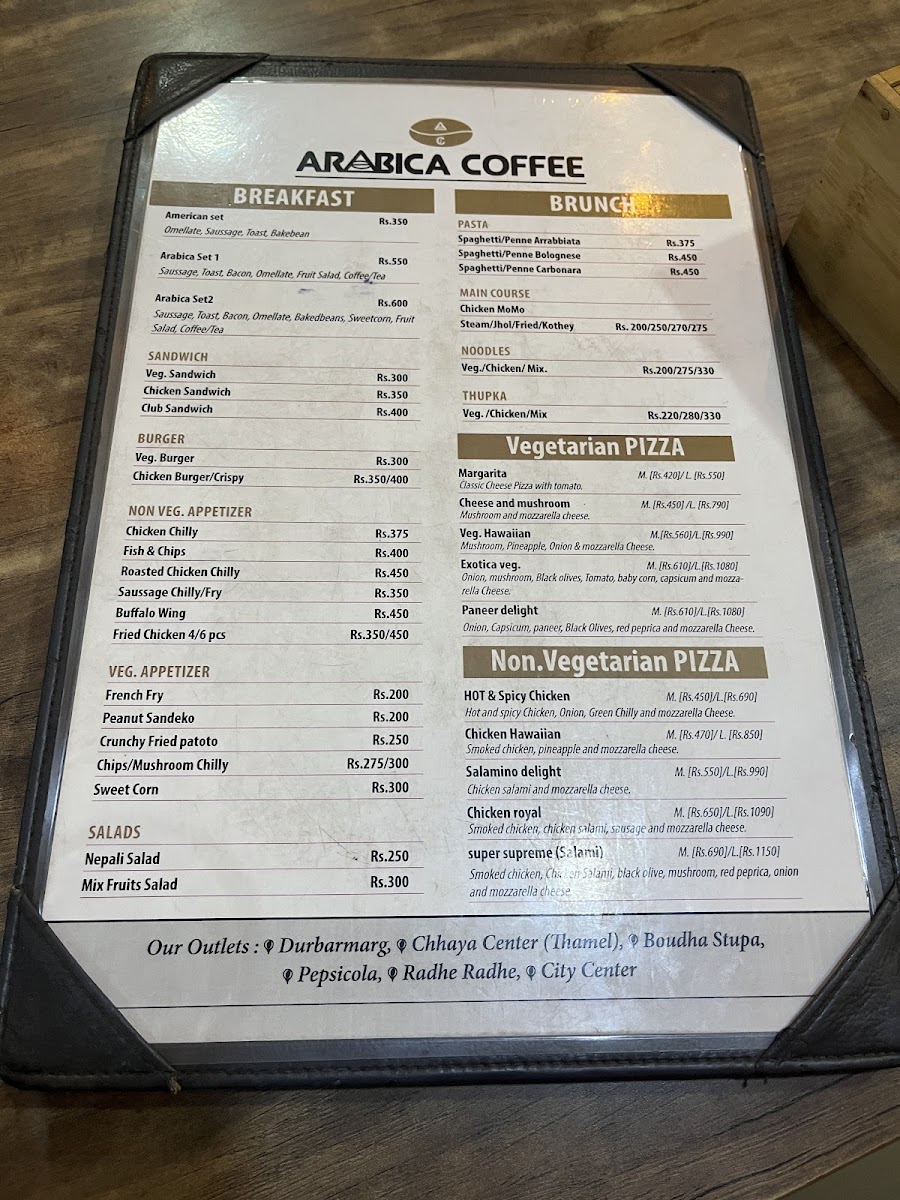 ARABICA COFFEE
BREAKFAST
American set Rs.350
Omellate, Saussage, Toast, Bakebean
Arabica Set 1 Rs.550
Saussage, Toast, Bacon, Omellate, Fruit Salad, Coffee/Tea
Arabica Set2 Rs.600
Saussage, Toast, Bacon, Omellate, Bakedbeans, Sweetcorn, Fruit
Salad, Coffee/Tea
SANDWICH
Veg. Sandwich Rs.300
Chicken Sandwich Rs.350
Club Sandwich Rs.400
BURGER
Veg. Burger Rs.300
Chicken Burger/Crispy Rs.350/400
NON VEG. APPETIZER
Chicken Chilly Rs.375
Fish & Chips Rs.400
Roasted Chicken Chilly Rs.450
Saussage Chilly/Fry Rs.350
Buffalo Wing Rs.450
Fried Chicken 4/6 pcs Rs.350/450
VEG. APPETIZER
French Fry Rs.200
Peanut Sandeko Rs.200
Crunchy Fried patoto Rs.250
Chips/Mushroom Chilly Rs.275/300
Sweet Corn Rs.300
SALADS
Nepali Salad Rs.250
Mix Fruits Salad Rs.300
BRUNCH
PASTA
Spaghetti/Penne Arrabbiata Rs.375
Spaghetti/Penne Bolognese Rs.450
Spaghetti/Penne Carbonara Rs.450
MAIN COURSE
Chicken MoMo
Steam/Jhol/Fried/Kothey Rs. 200/250/270/275
NOODLES
Veg./Chicken/ Mix. Rs.200/275/330
THUPKA
Veg. /Chicken/Mix Rs.220/280/330
Vegetarian PIZZA
Margarita M. [Rs.420]/ L. [Rs.550]
Classic Cheese Pizza with tomato.
Cheese and mushroom M. [Rs.450] /L. [Rs.790]
Mushroom and mozzarella cheese.
Veg. Hawaiian M.[Rs.560]/L.[Rs.990]
Mushroom, Pineapple, Onion & mozzarella Cheese.
Exotica veg. M. [Rs.610]/L.[Rs.1080]
Onion, mushroom, Black olives, Tomato, baby corn, capsicum and mozza-
rella Cheese.
Paneer delight M. [Rs.610]/L.[Rs.1080]
Onion, Capsicum, paneer, Black Olives, red peprica and mozzarella Cheese.
Non.Vegetarian PIZZA
HOT & Spicy Chicken M. [Rs.450]/L.[Rs.690]
Hot and spicy Chicken, Onion, Green Chilly and mozzarella Cheese.
Chicken Hawaiian M. [Rs.470]/ L. [Rs.850]
Smoked chicken, pineapple and mozzarella cheese.
Salamino delight M. [Rs.550]/L.[Rs.990]
Chicken salami and mozzarella cheese.
Chicken royal M. [Rs.650]/L.[Rs.1090]
Smoked chicken, chicken salami, sausage and mozzarella cheese.
super supreme (Salami) M. [Rs.690]/L.[Rs.1150]
Smoked chicken, Chicken Salami, black olive, mushroom, red peprica, onion
and mozzarella cheese
Our Outlets : Durbarmarg, Chhaya Center (Thamel), Boudha Stupa,
Pepsicola, Radhe Radhe, City Center